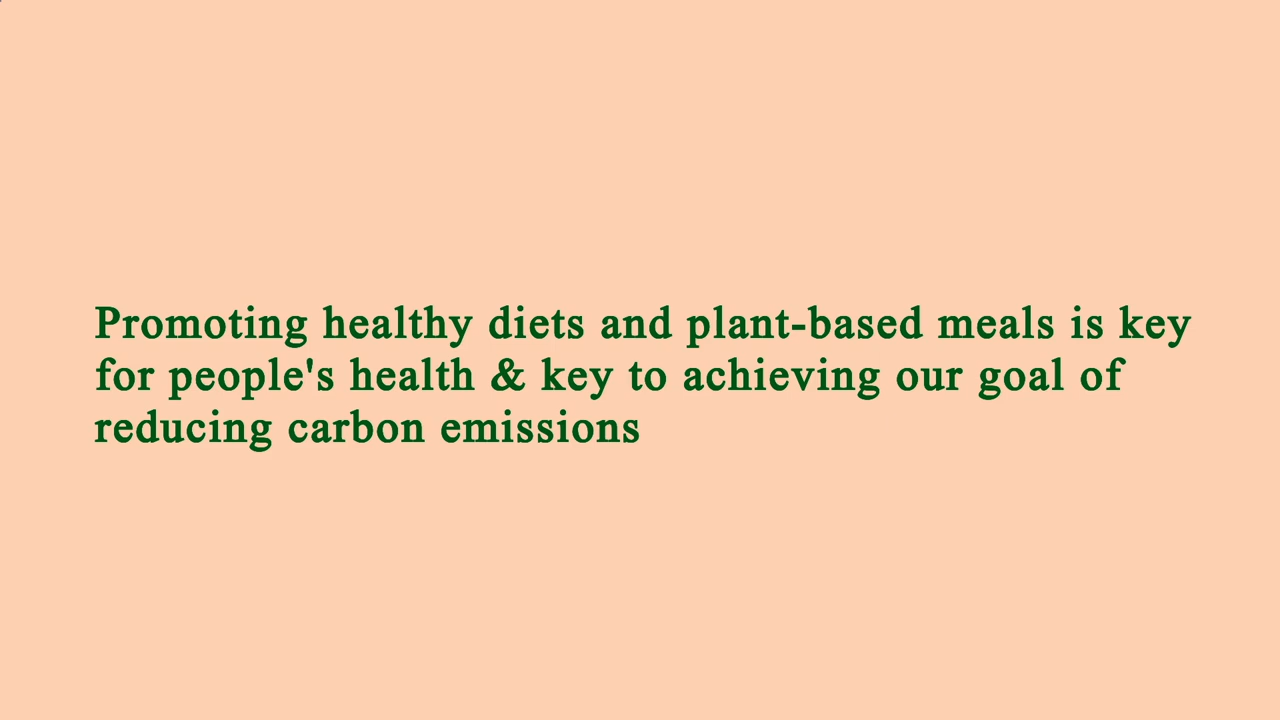 Promoting healthy diets and plant-based meals is key
for people's health & key to achieving our goal of
reducing carbon emissions